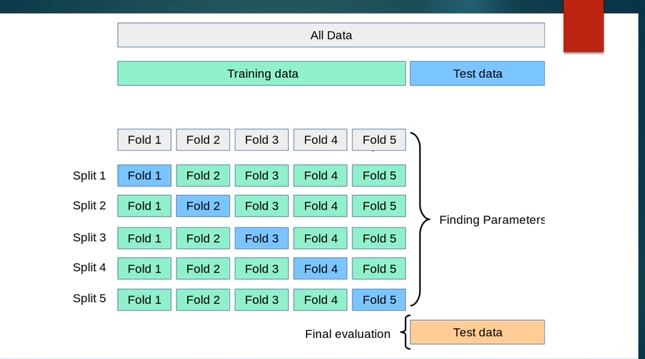 All Data
Training data Test data
Fold 1 Fold 2 Fold 3 Fold 4 Fold 5
Split 1 Fold 1 Fold 2 Fold 3 Fold 4 Fold 5
Split 2 Fold 1 Fold 2 Fold 3 Fold 4 Fold 5
Finding Parameters
Split 3 Fold 1 Fold 2 Fold 3 Fold 4 Fold 5
Split 4 Fold 1 Fold 2 Fold 3 Fold 4 Fold 5
Split 5 Fold 1 Fold 2 Fold 3 Fold 4 Fold 5
Final evaluation Test data